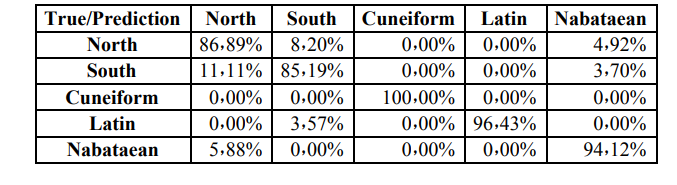 True/Prediction North South Cuneiform Latin Nabataean
North 86،89% 8،20% 0،00% 0،00% 4،92%
South 11،11% 85،19% 0،00% 0،00% 3،70%
Cuneiform 0،00% 0،00% 100،00% 0،00% 0،00%
Latin 0،00% 3،57% 0،00% 96،43% 0،00%
Nabataean 5،88% 0،00% 0،00% 0،00% 94،12%